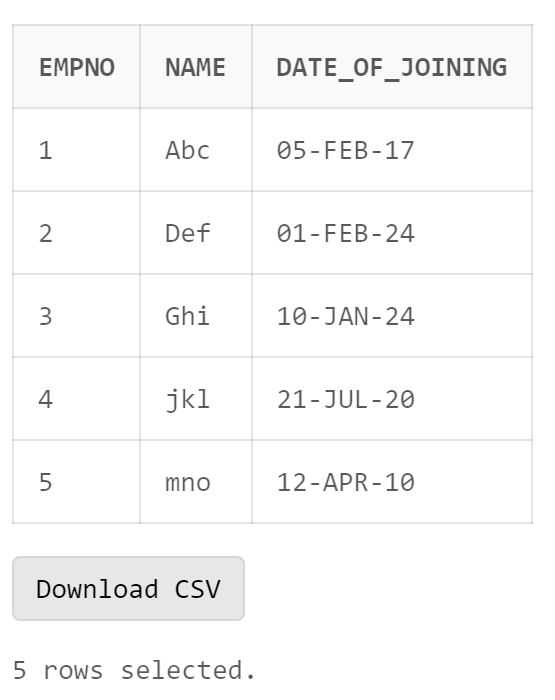 EMPNO NAME DATE_OF_JOINING
1 Abc 05-FEB-17
2 Def 01-FEB-24
3 Ghi 10-JAN-24
4 jkl 21-JUL-20
5 mno 12-APR-10
Download CSV
5 rows selected.